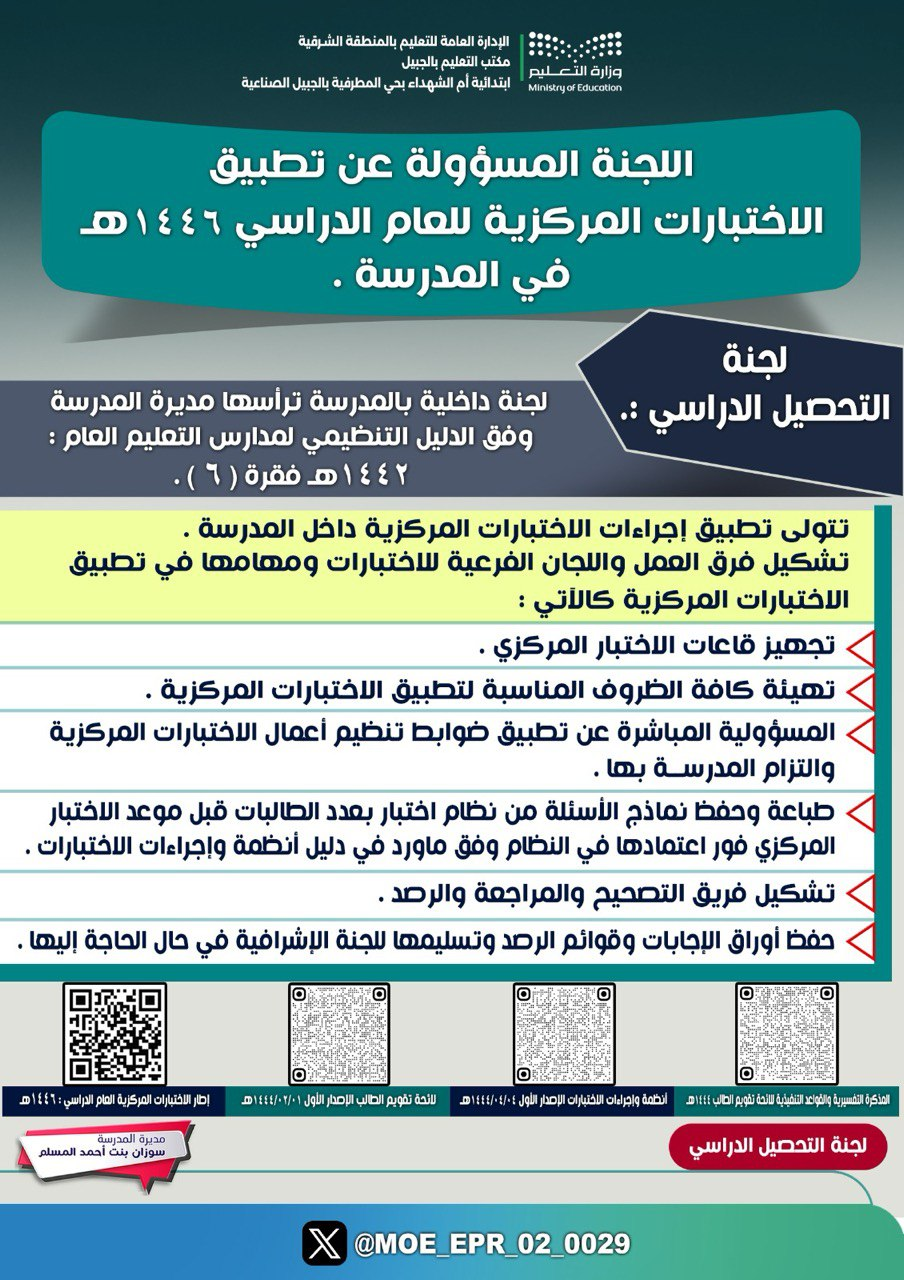 الإدارة العامة للتعليم بالمنطقة الشرقية
مكتب التعليم بالجبيل
ابتدائية أم الشهداء بحي المطرفية بالجبيل الصناعية
وزارة التعـليم
Ministry of Education
اللجنة المسؤولة عن تطبيق
الاختبارات المركزية للعام الدراسي ١٤٤٦هـ
في المدرسة .
لجنة
التحصيل الدراسي :.
لجنة داخلية بالمدرسة ترأسها مديرة المدرسة
وفق الدليل التنظيمي لمدارس التعليم العام :
١٤٤٢هـ فقرة ( ٦ ) .
تتولى تطبيق إجراءات الاختبارات المركزية داخل المدرسة .
تشكيل فرق العمل واللجان الفرعية للاختبارات ومهامها في تطبيق
الاختبارات المركزية كالآتي :
تجهيز قاعات الاختبار المركزي .
تهيئة كافة الظروف المناسبة لتطبيق الاختبارات المركزية .
المسؤولية المباشرة عن تطبيق ضوابط تنظيم أعمال الاختبارات المركزية
والتزام المدرســة بها .
طباعة وحفظ نماذج الأسئلة من نظام اختبار بعدد الطالبات قبل موعد الاختبار
المركزي فور اعتمادها في النظام وفق ماورد في دليل أنظمة وإجراءات الاختبارات .
تشكيل فريق التصحيح والمراجعة والرصد .
حفظ أوراق الإجابات وقوائم الرصد وتسليمها للجنة الإشرافية في حال الحاجة إليها .
المذكرة التفسيرية والقواعد التنفيذية للائحة تقويم الطالب ١٤٤٤هـ
أنظمة وإجراءات الاختبارات الإصدار الأول ١٤٤٤/٠٤/٠٤هـ
لائحة تقويم الطالب الإصدار الأول ١٤٤٤/٠٢/٠١هـ
إطار الاختبارات المركزية العام الدراسي : ١٤٤٦هـ
لجنة التحصيل الدراسي
مديرة المدرسة
سوزان بنت أحمد المسلم
@MOE_EPR_02_0029